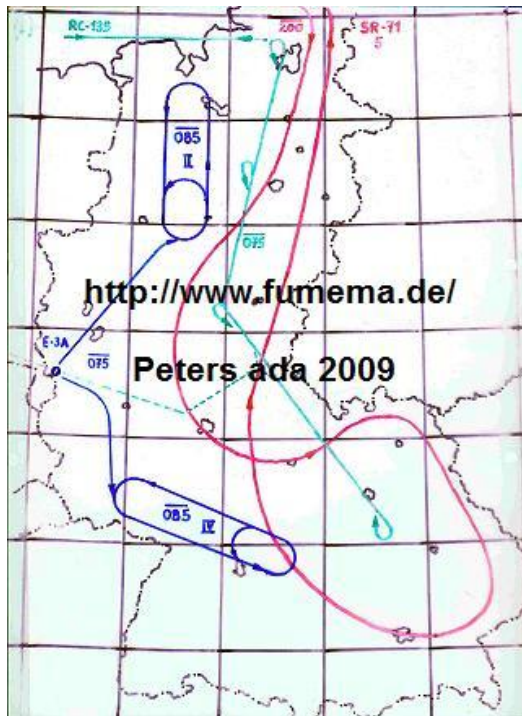 RC-135
200
SR-71
5
085
II
075
http://www.fumema.de/
E-3A
075
Peters ada 2009
085
IV